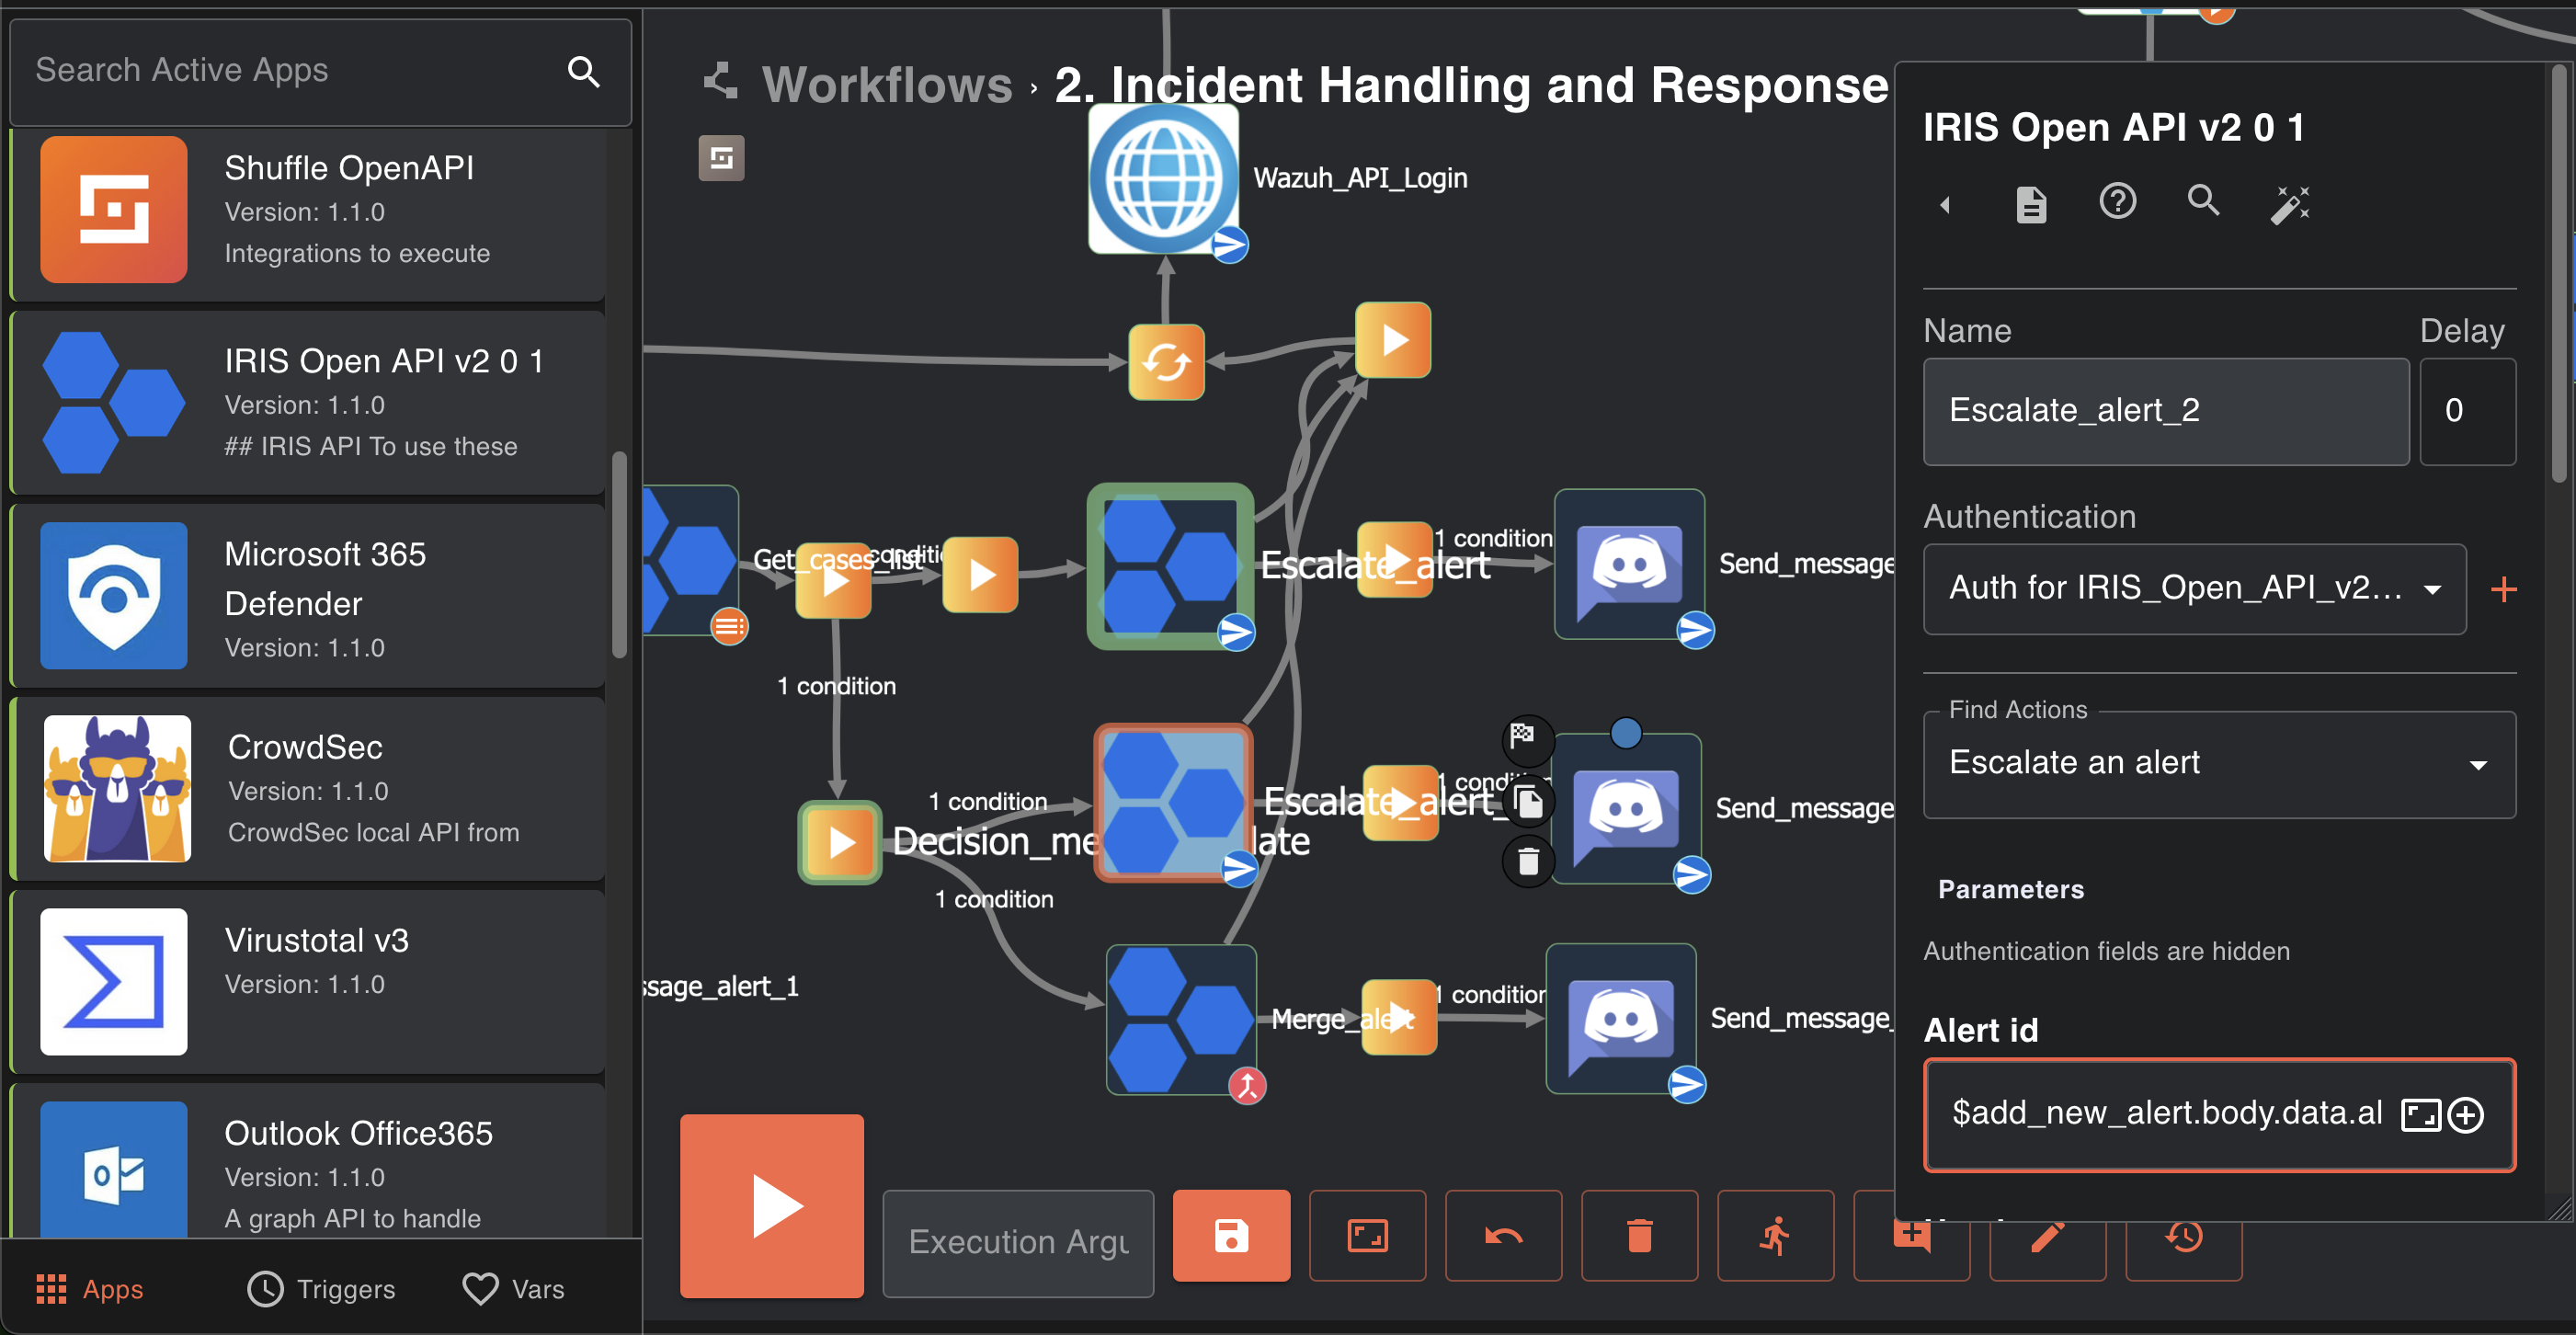 Search Active Apps
Shuffle OpenAPI
Version: 1.1.0
Integrations to execute
IRIS Open API v2 0 1
Version: 1.1.0
## IRIS API To use these
Microsoft 365
Defender
Version: 1.1.0
CrowdSec
Version: 1.1.0
CrowdSec local API from
Virustotal v3
Version: 1.1.0
Outlook Office365
Version: 1.1.0
A graph API to handle
Apps
Triggers
Vars
Workflows › 2. Incident Handling and Response
Wazuh_API_Login
Get_cases_list
conditic
Escalate_alert
1 condition
Send_message
1 condition
1 condition
Escalate_alert_
1 condition
Send_message
Decision_me
late
1 condition
ssage_alert_1
Merge_alert
1 condition
Send_message_
Execution Argu
IRIS Open API v2 0 1
Name
Delay
Escalate_alert_2
0
Authentication
Auth for IRIS_Open_API_v2...
Find Actions
Escalate an alert
Parameters
Authentication fields are hidden
Alert id
$add_new_alert.body.data.al